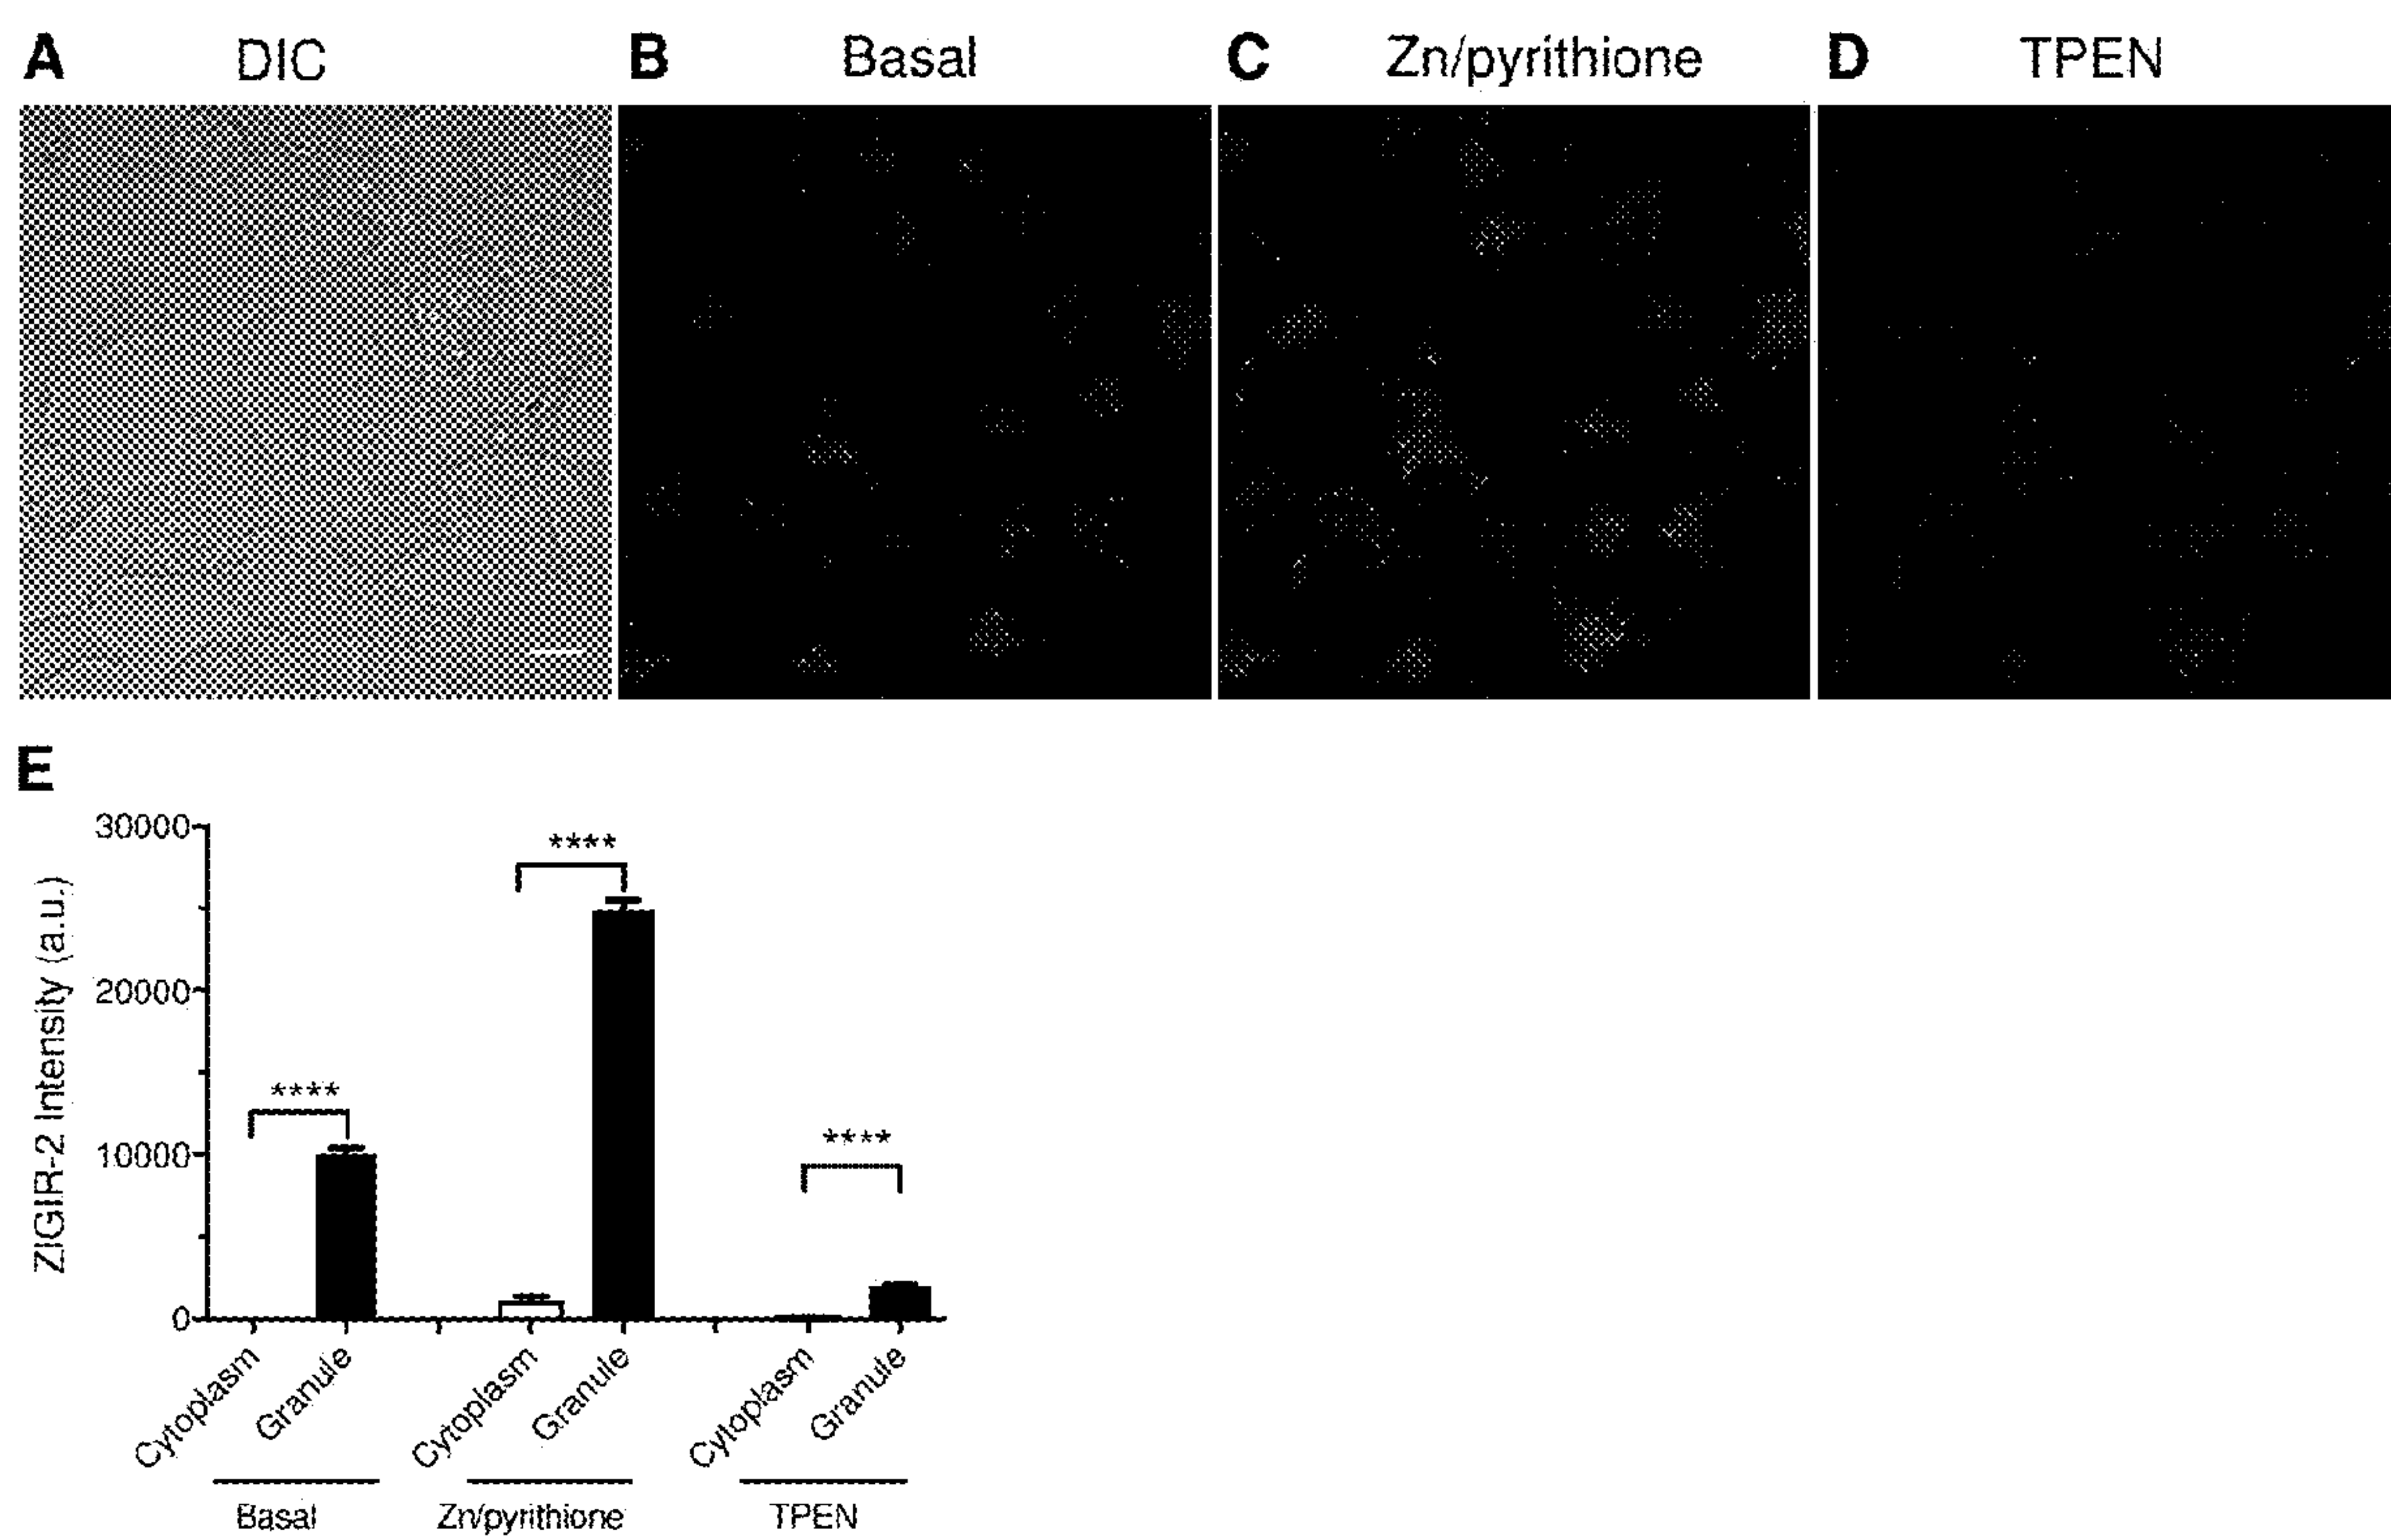 A DIC B Basal C Zn/pyrithione D TPEN
E
30000
20000
10000
0
ZIGIR-2 Intensity (a.u.)
****
****
****
Cytoplasm Granule Cytoplasm Granule Cytoplasm Granule
Basal Zn/pyrithione TPEN